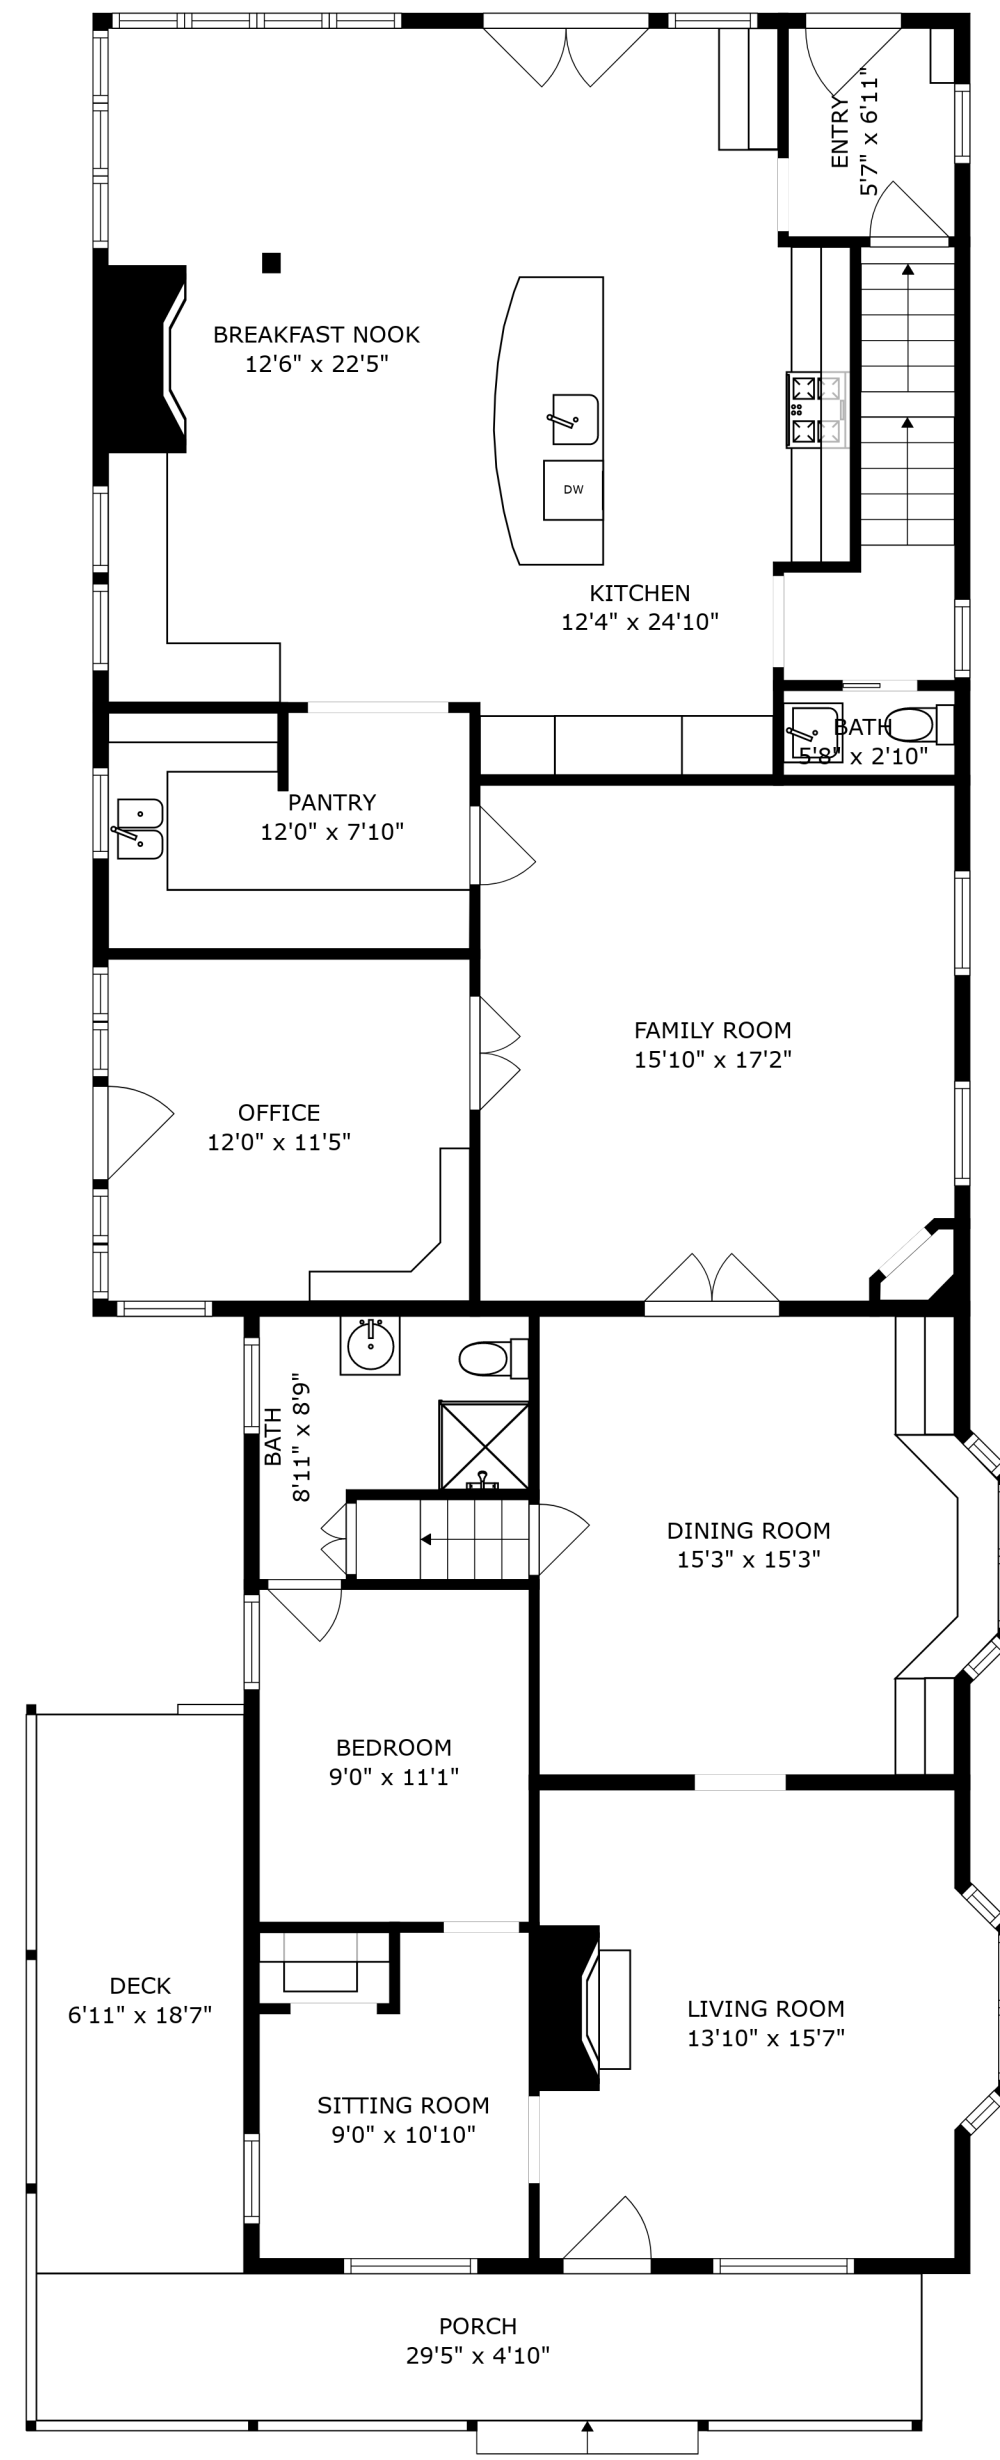 ENTRY
5'7" x 6'11"
BREAKFAST NOOK
12'6" x 22'5"
DW
KITCHEN
12'4" x 24'10"
BATH
5'8" x 2'10"
PANTRY
12'0" x 7'10"
FAMILY ROOM
15'10" x 17'2"
OFFICE
12'0" x 11'5"
BATH
8'11" x 8'9"
DINING ROOM
15'3" x 15'3"
BEDROOM
9'0" x 11'1"
DECK
6'11" x 18'7"
LIVING ROOM
13'10" x 15'7"
SITTING ROOM
9'0" x 10'10"
PORCH
29'5" x 4'10"